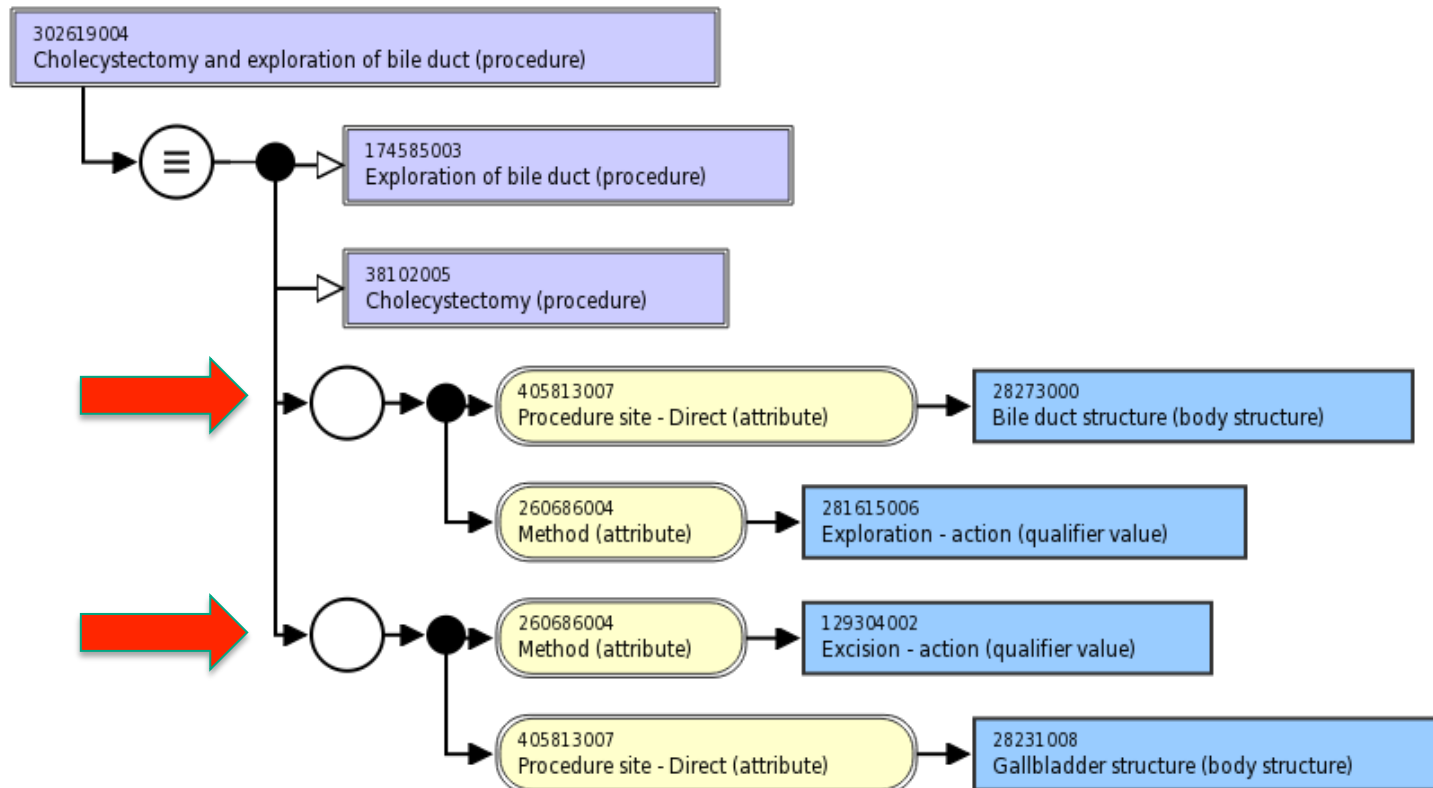 302619004
Cholecystectomy and exploration of bile duct (procedure)
174585003
Exploration of bile duct (procedure)
38102005
Cholecystectomy (procedure)
405813007
Procedure site - Direct (attribute)
28273000
Bile duct structure (body structure)
260686004
Method (attribute)
281615006
Exploration - action (qualifier value)
260686004
Method (attribute)
129304002
Excision - action (qualifier value)
405813007
Procedure site - Direct (attribute)
28231008
Gallbladder structure (body structure)